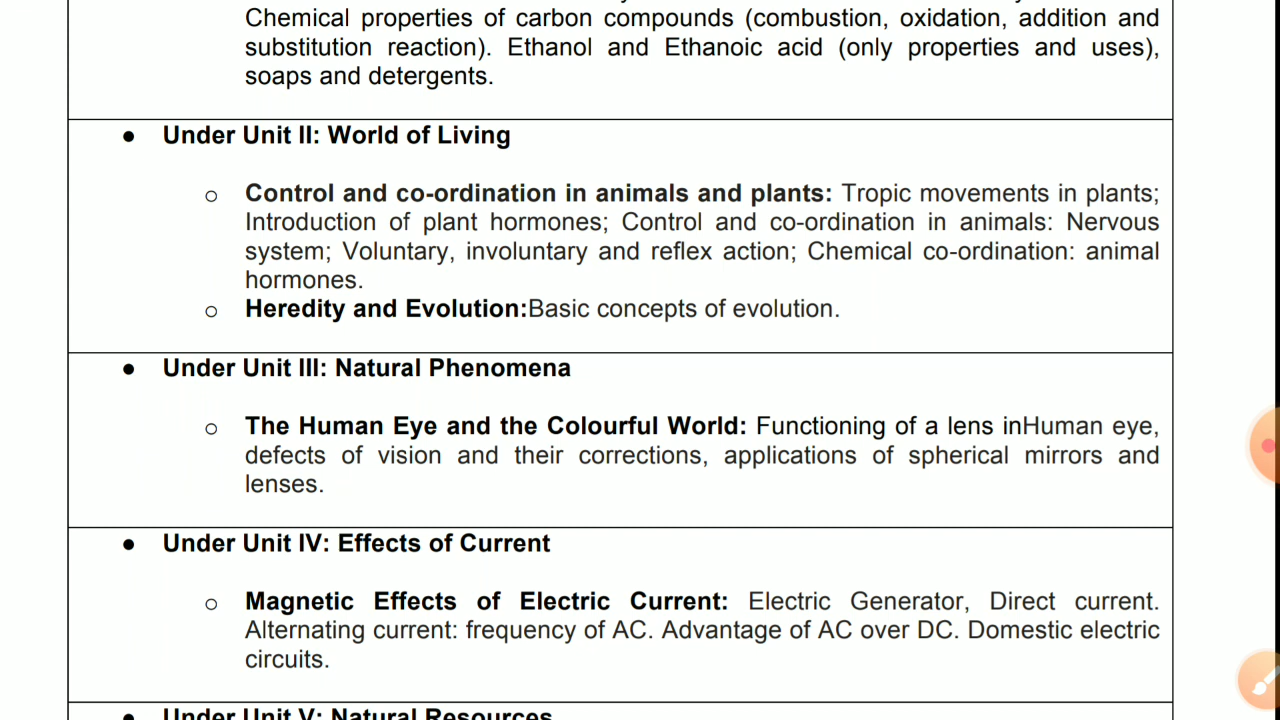 Chemical properties of carbon compounds (combustion, oxidation, addition and
substitution reaction). Ethanol and Ethanoic acid (only properties and uses),
soaps and detergents.
● Under Unit II: World of Living
o Control and co-ordination in animals and plants: Tropic movements in plants;
Introduction of plant hormones; Control and co-ordination in animals: Nervous
system; Voluntary, involuntary and reflex action; Chemical co-ordination: animal
hormones.
o Heredity and Evolution:Basic concepts of evolution.
● Under Unit III: Natural Phenomena
o The Human Eye and the Colourful World: Functioning of a lens inHuman eye,
defects of vision and their corrections, applications of spherical mirrors and
lenses.
● Under Unit IV: Effects of Current
o Magnetic Effects of Electric Current: Electric Generator, Direct current.
Alternating current: frequency of AC. Advantage of AC over DC. Domestic electric
circuits.
● Under Unit V: Natural Resources